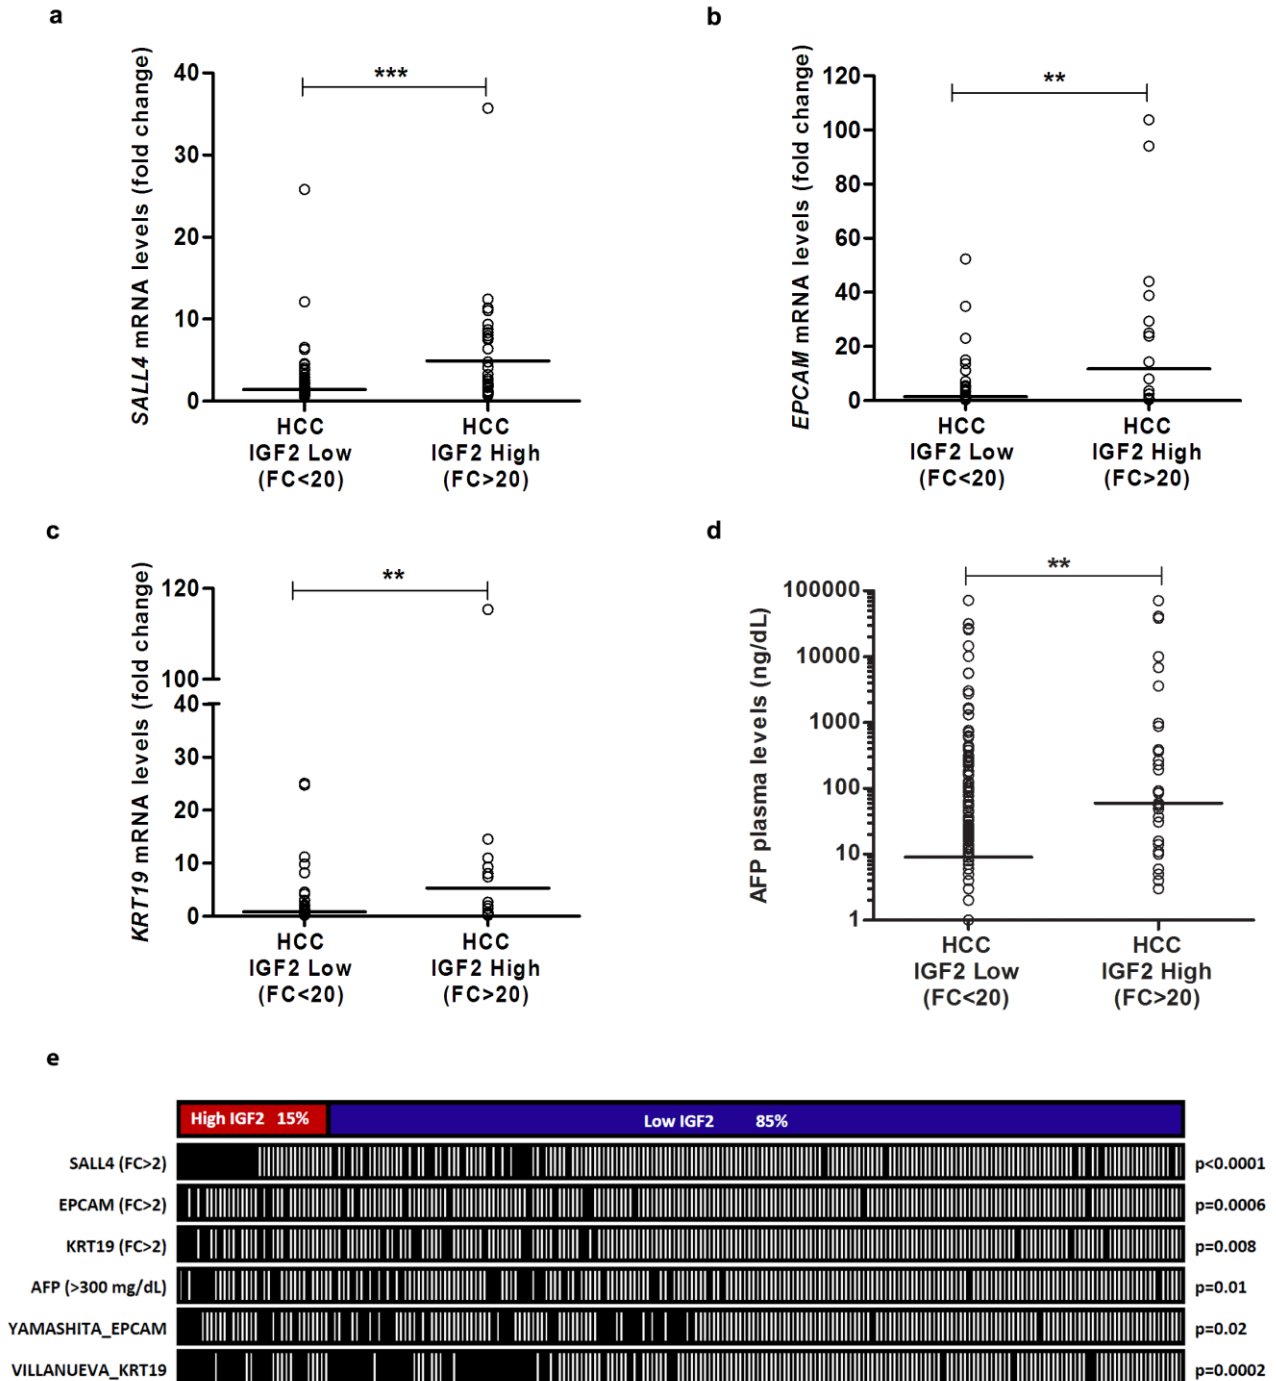 a
SALL4 mRNA levels (fold change)
40
30
20
10
0
***
HCC
IGF2 Low
(FC<20)
HCC
IGF2 High
(FC>20)
b
EPCAM mRNA levels (fold change)
120
100
80
60
40
20
0
**
HCC
IGF2 Low
(FC<20)
HCC
IGF2 High
(FC>20)
c
KRT19 mRNA levels (fold change)
120
100
40
30
20
10
0
**
HCC
IGF2 Low
(FC<20)
HCC
IGF2 High
(FC>20)
d
AFP plasma levels (ng/dL)
100000
10000
1000
100
10
1
**
HCC
IGF2 Low
(FC<20)
HCC
IGF2 High
(FC>20)
e
High IGF2 15% Low IGF2 85%
SALL4 (FC>2) p<0.0001
EPCAM (FC>2) p=0.0006
KRT19 (FC>2) p=0.008
AFP (>300 mg/dL) p=0.01
YAMASHITA_EPCAM p=0.02
VILLANUEVA_KRT19 p=0.0002